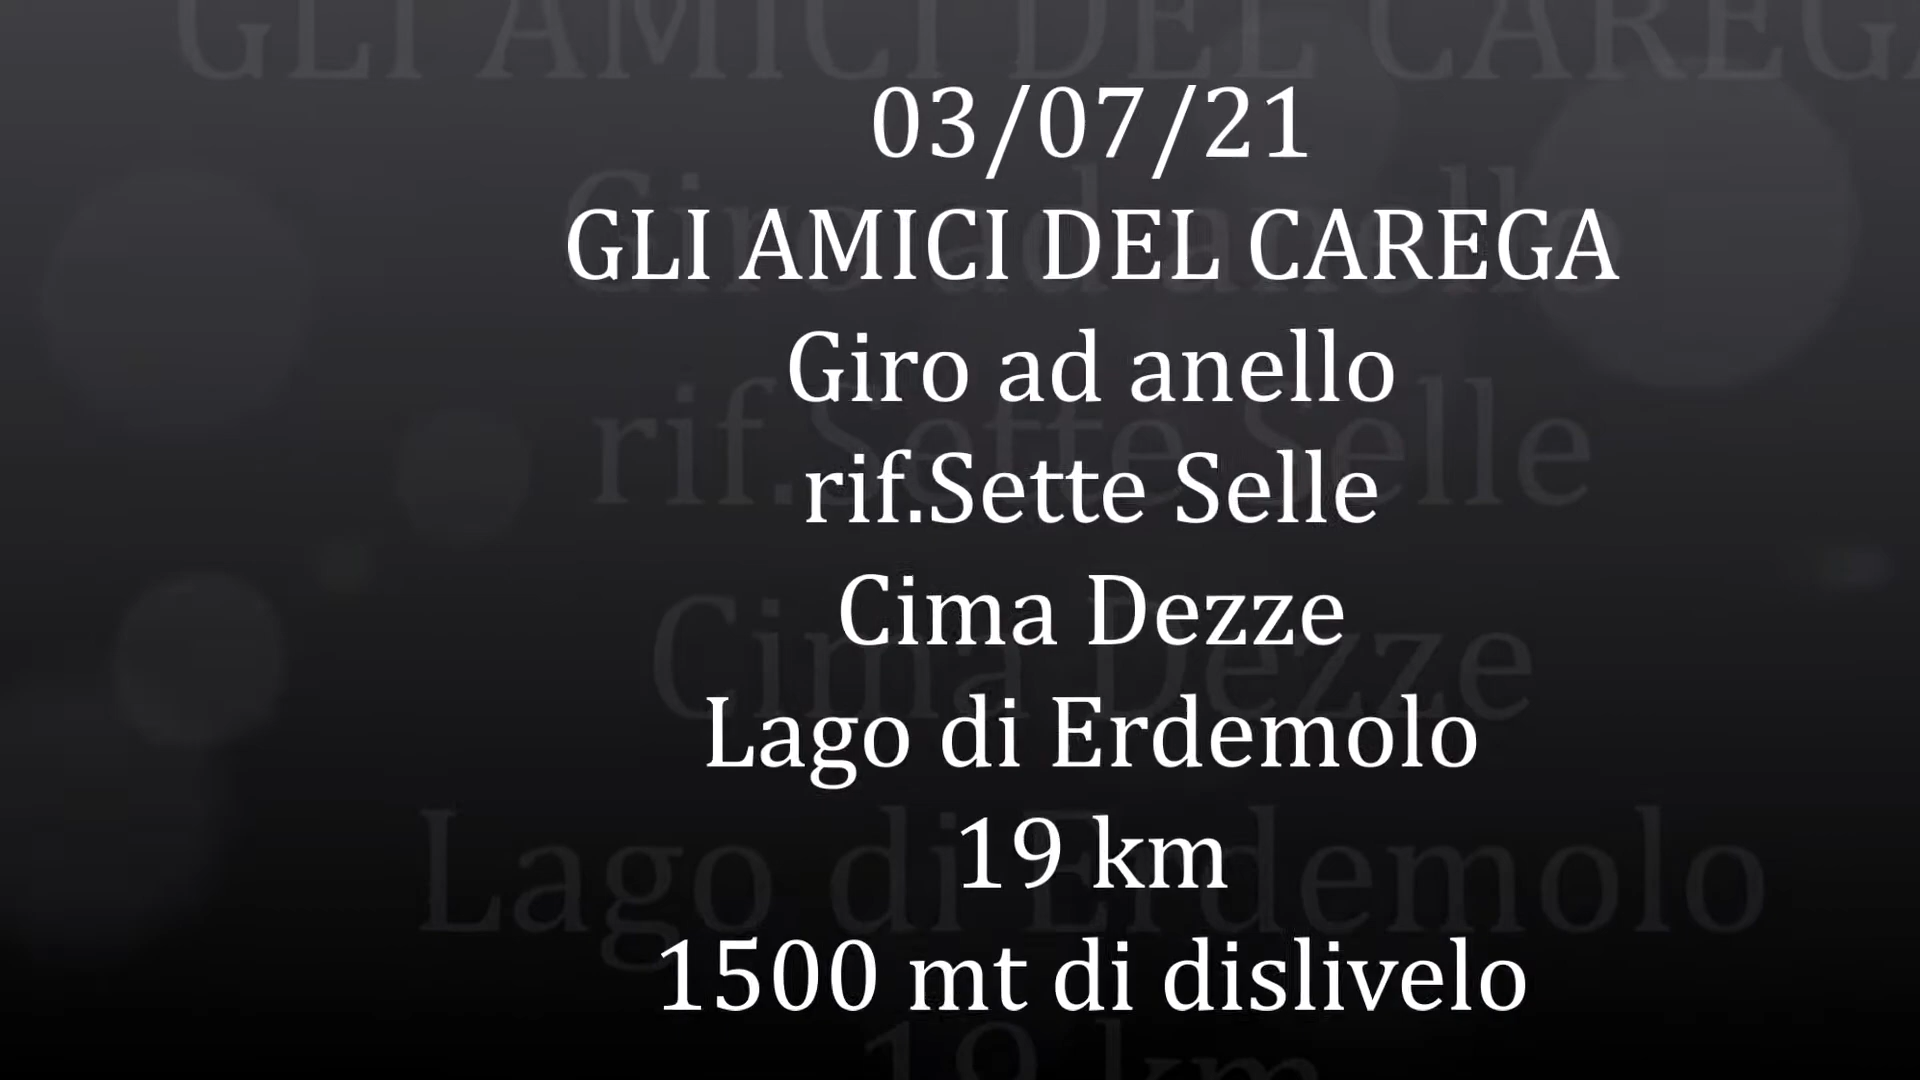 03/07/21
GLI AMICI DEL CAREGA
Giro ad anello
rif.Sette Selle
Cima Dezze
Lago di Erdemolo
19 km
1500 mt di dislivelo